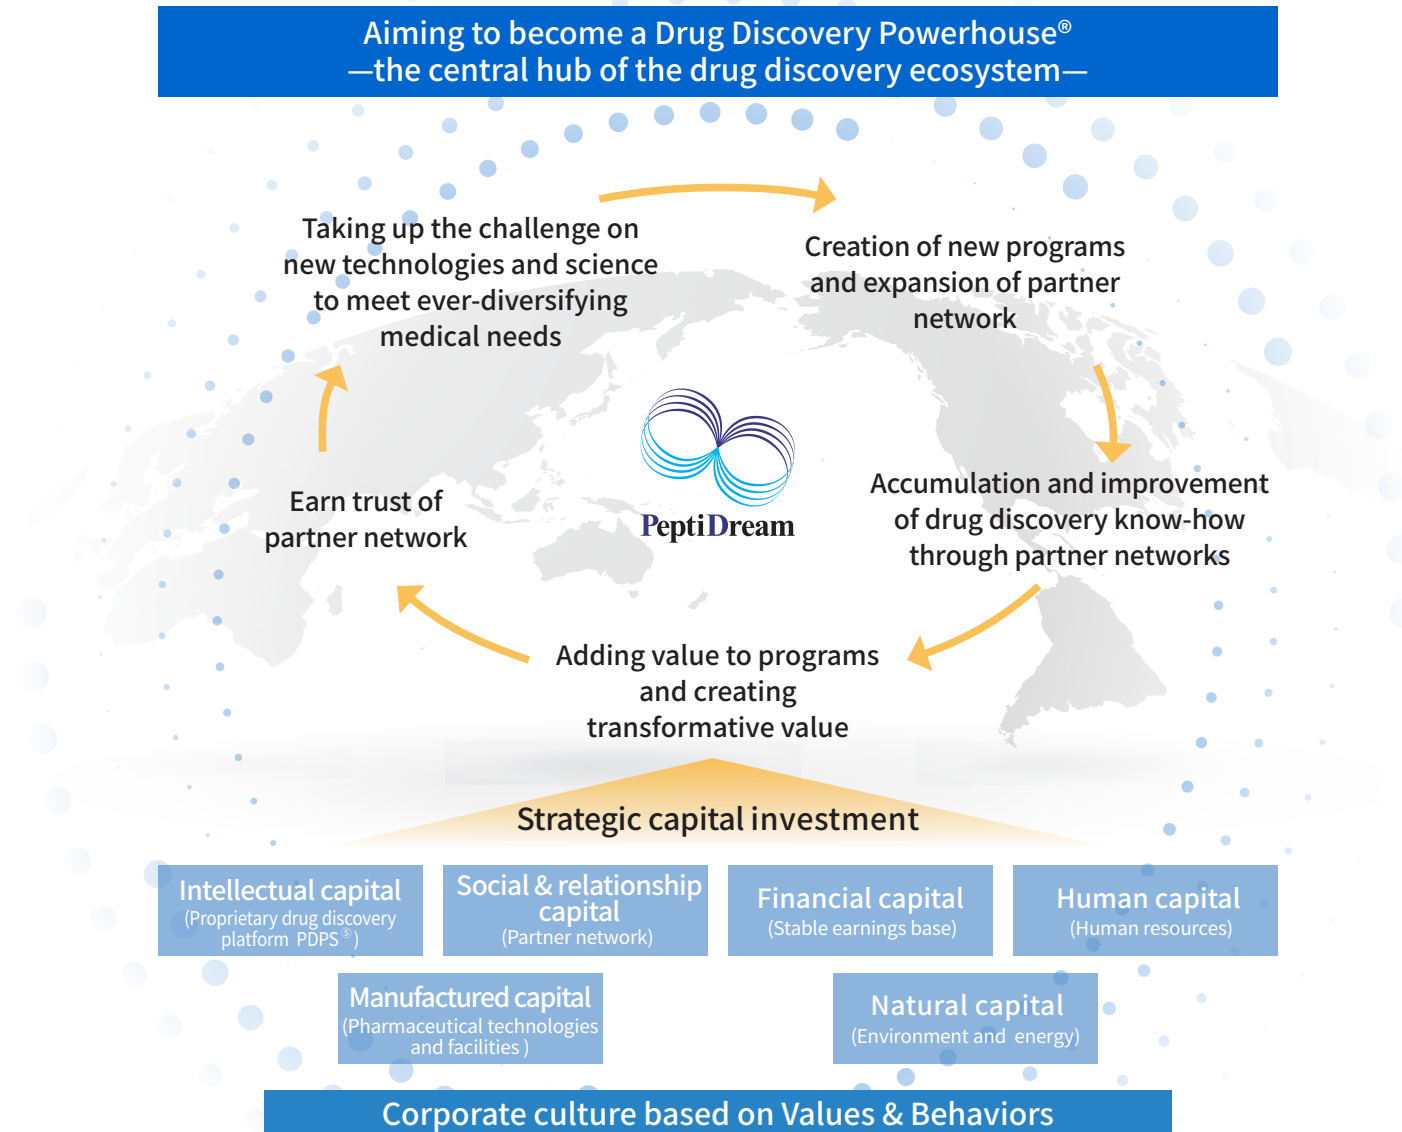 Aiming to become a Drug Discovery Powerhouse®
—the central hub of the drug discovery ecosystem—
Taking up the challenge on
new technologies and science
to meet ever-diversifying
medical needs
Creation of new programs
and expansion of partner
network
Accumulation and improvement
of drug discovery know-how
through partner networks
Adding value to programs
and creating
transformative value
Earn trust of
partner network
PeptiDream
Strategic capital investment
Intellectual capital
(Proprietary drug discovery
platform PDPSⓈ)
Social & relationship
capital
(Partner network)
Financial capital
(Stable earnings base)
Human capital
(Human resources)
Manufactured capital
(Pharmaceutical technologies
and facilities )
Natural capital
(Environment and energy)
Corporate culture based on Values & Behaviors